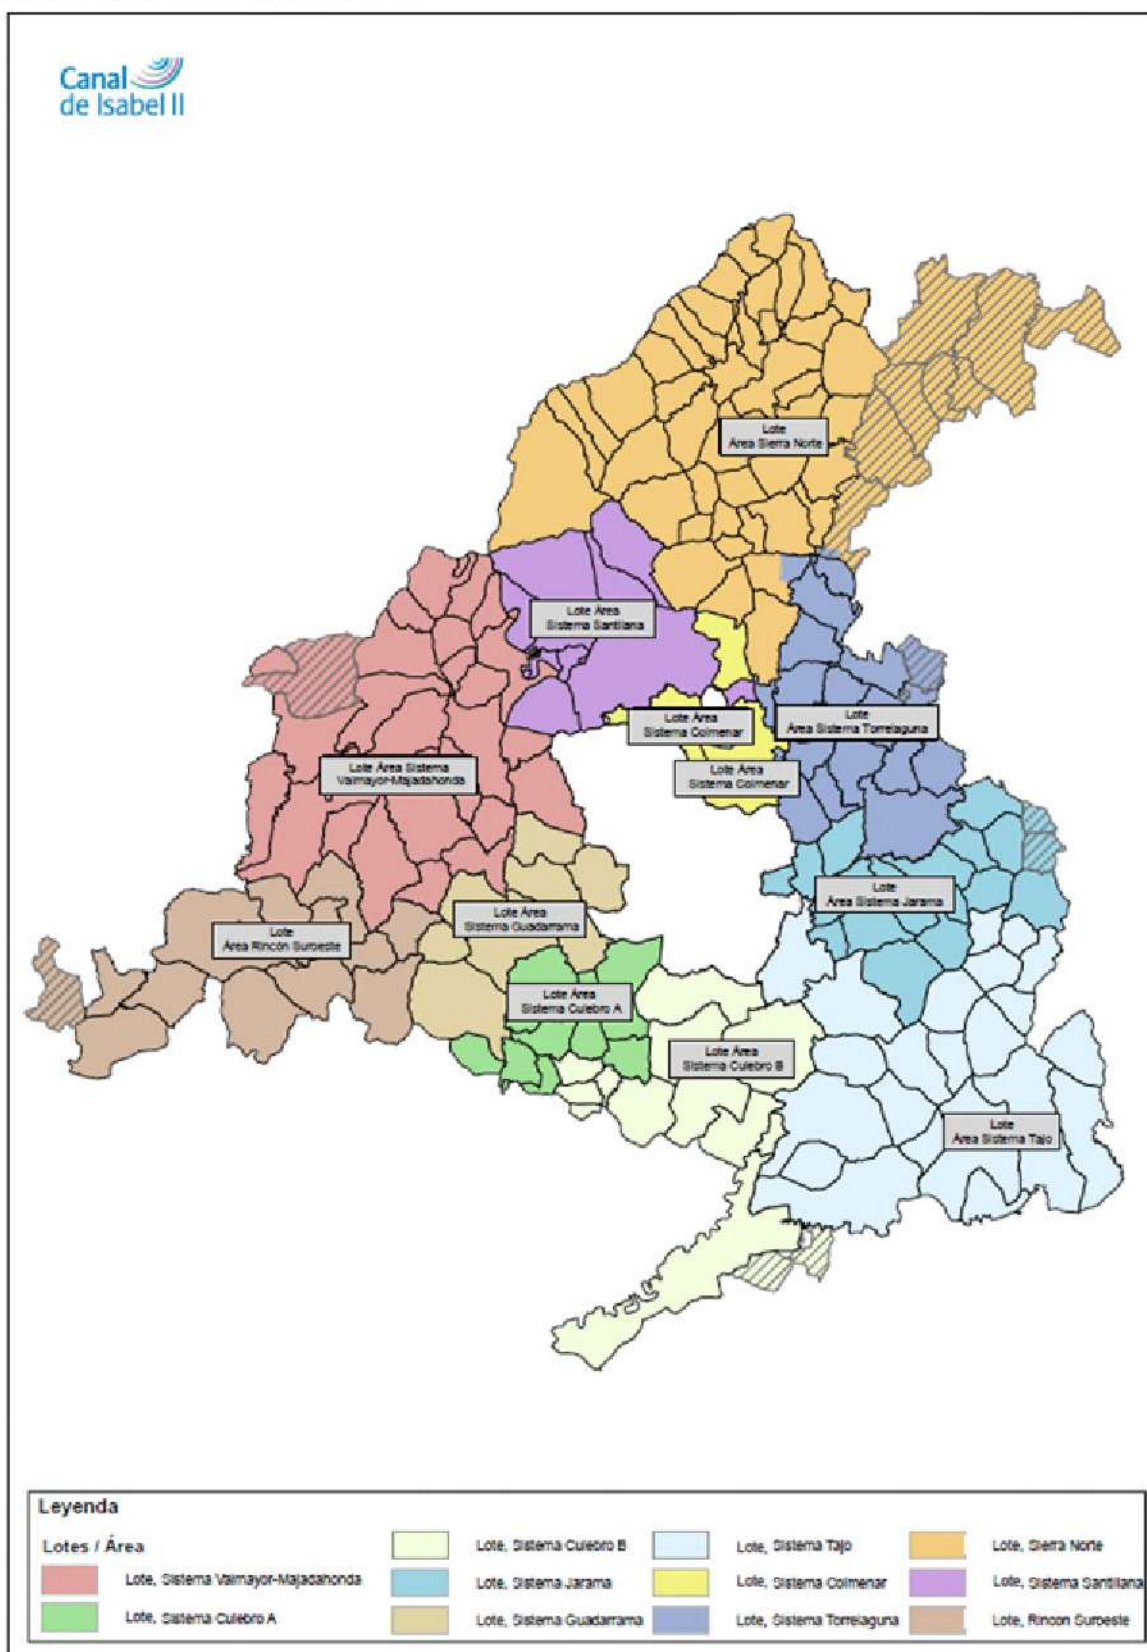 Canal
de Isabel II
Lote
Área Sierra Norte
Lote Área
Sistema Santillana
Lote Área
Sistema Colmenar
Lote
Área Sistema Torrelaguna
Lote Área Sistema
Valmayor-Majadahonda
Lote Área
Sistema Colmenar
Lote
Área Sistema Jarama
Lote Área
Sistema Guadarrama
Lote
Área Rincón Suroeste
Lote Área
Sistema Culebro A
Lote Área
Sistema Culebro B
Lote
Área Sistema Tajo
Leyenda
Lotes / Área
Lote, Sistema Valmayor-Majadahonda
Lote, Sistema Culebro A
Lote, Sistema Culebro B
Lote, Sistema Jarama
Lote, Sistema Guadarrama
Lote, Sistema Tajo
Lote, Sistema Colmenar
Lote, Sistema Torrelaguna
Lote, Sierra Norte
Lote, Sistema Santillana
Lote, Rincon Suroeste